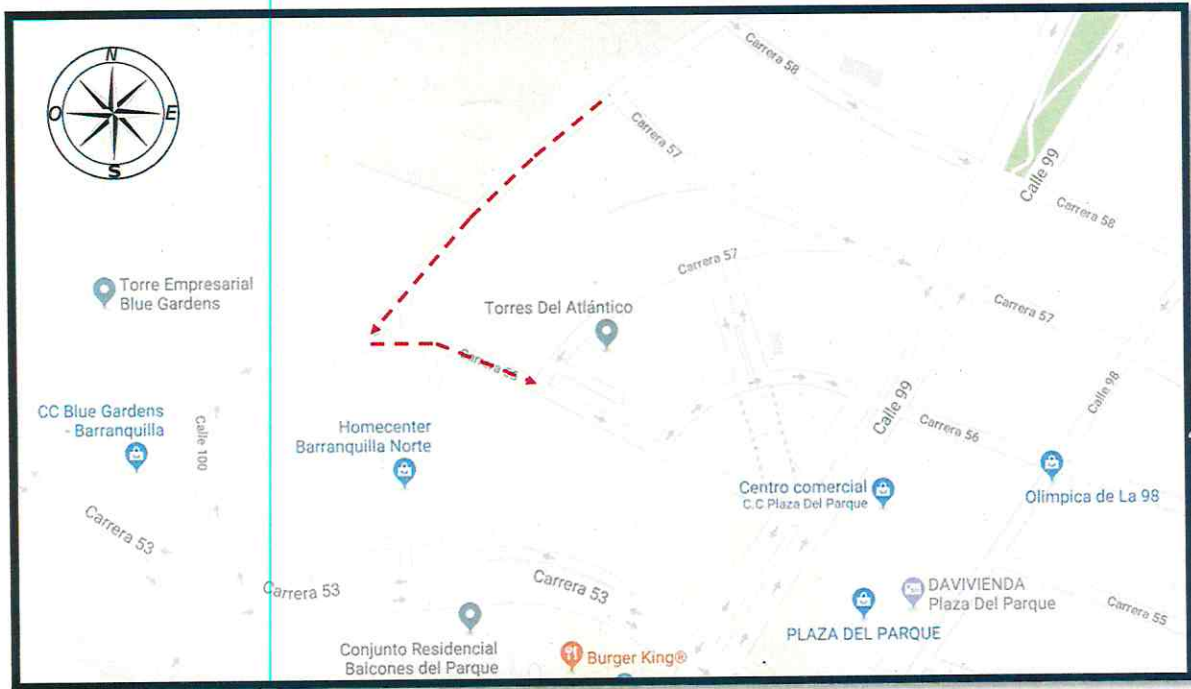 N
O
E
S
Carrera 58
Carrera 57
Calle 99
Carrera 58
Carrera 57
Torre Empresarial
Blue Gardens
Torres Del Atlántico
Carrera 57
Calle 98
CC Blue Gardens
- Barranquilla
Calle 100
Homecenter
Barranquilla Norte
Calle 99
Carrera 56
Centro comercial
C.C Plaza Del Parque
Olimpica de La 98
Carrera 53
Carrera 53
Carrera 53
DAVIVIENDA
Plaza Del Parque
PLAZA DEL PARQUE
Carrera 55
Conjunto Residencial
Balcones del Parque
Burger King®